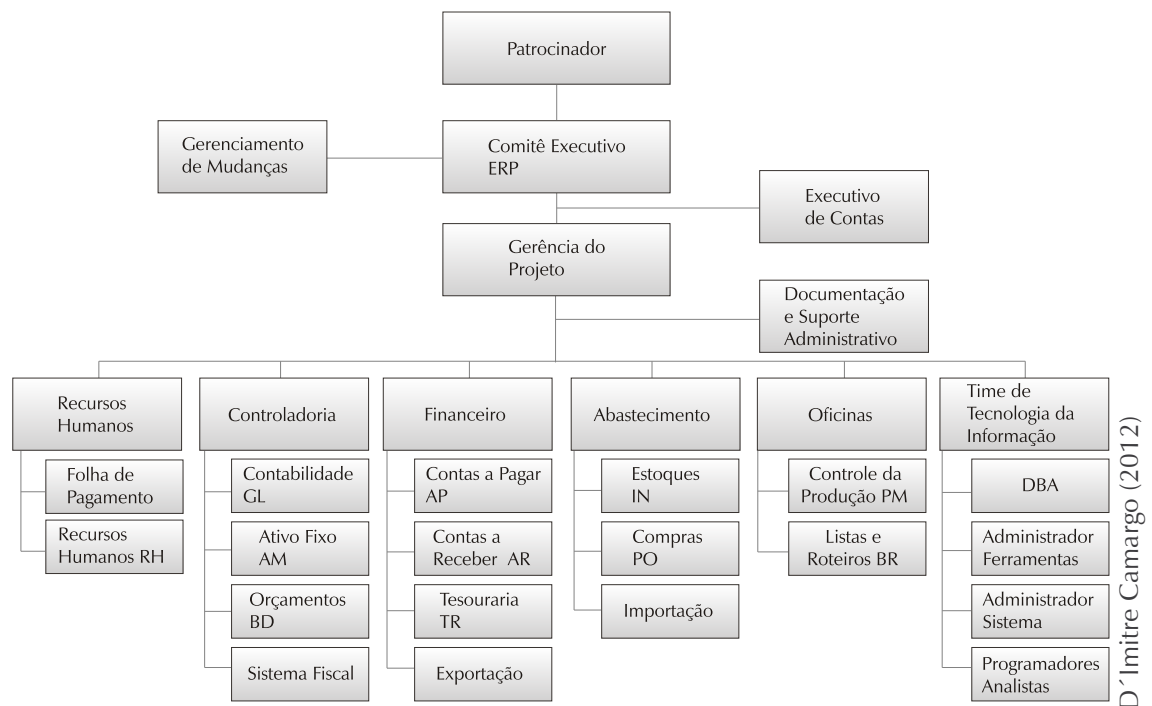 Patrocinador
Gerenciamento
de Mudanças
Comitê Executivo
ERP
Executivo
de Contas
Gerência do
Projeto
Documentação
e Suporte
Administrativo
Recursos
Humanos
Folha de
Pagamento
Recursos
Humanos RH
Controladoria
Contabilidade
GL
Ativo Fixo
AM
Orçamentos
BD
Sistema Fiscal
Financeiro
Contas a Pagar
AP
Contas a
Receber AR
Tesouraria
TR
Exportação
Abastecimento
Estoques
IN
Compras
PO
Importação
Oficinas
Controle da
Produção PM
Listas e
Roteiros BR
Time de
Tecnologia da
Informação
DBA
Administrador
Ferramentas
Administrador
Sistema
Programadores
Analistas
D´Imitre Camargo (2012)